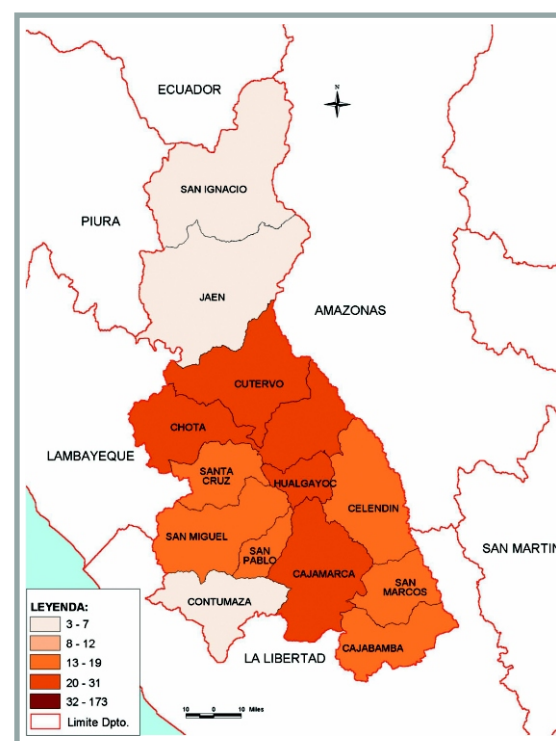 ECUADOR
N
SAN IGNACIO
PIURA
JAEN
AMAZONAS
CUTERVO
CHOTA
LAMBAYEQUE
SANTA
CRUZ
HUALGAYOC
CELENDIN
SAN MIGUEL
SAN
PABLO
SAN MARTIN
CAJAMARCA
SAN
MARCOS
CONTUMAZA
CAJABAMBA
LA LIBERTAD
LEYENDA:
3 - 7
8 - 12
13 - 19
20 - 31
32 - 173
Limite Dpto.
10 0 10 Miles